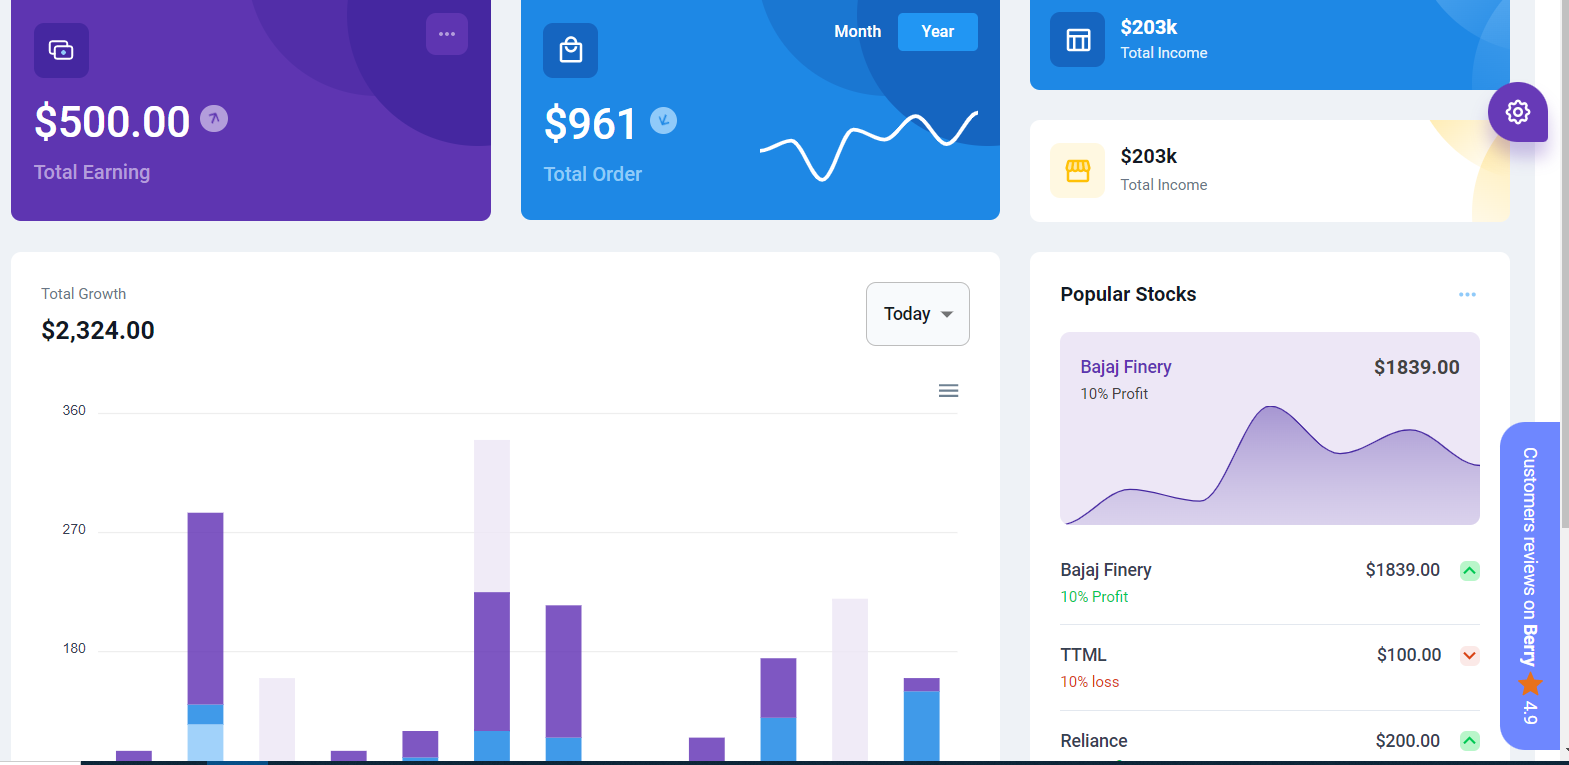 $500.00
Total Earning
Month Year
$961
Total Order
$203k
Total Income
$203k
Total Income
Total Growth
$2,324.00
Today
360
270
180
Popular Stocks
Bajaj Finery $1839.00
10% Profit
Bajaj Finery $1839.00
10% Profit
TTML $100.00
10% loss
Reliance $200.00
Customers reviews on Berry 4.9